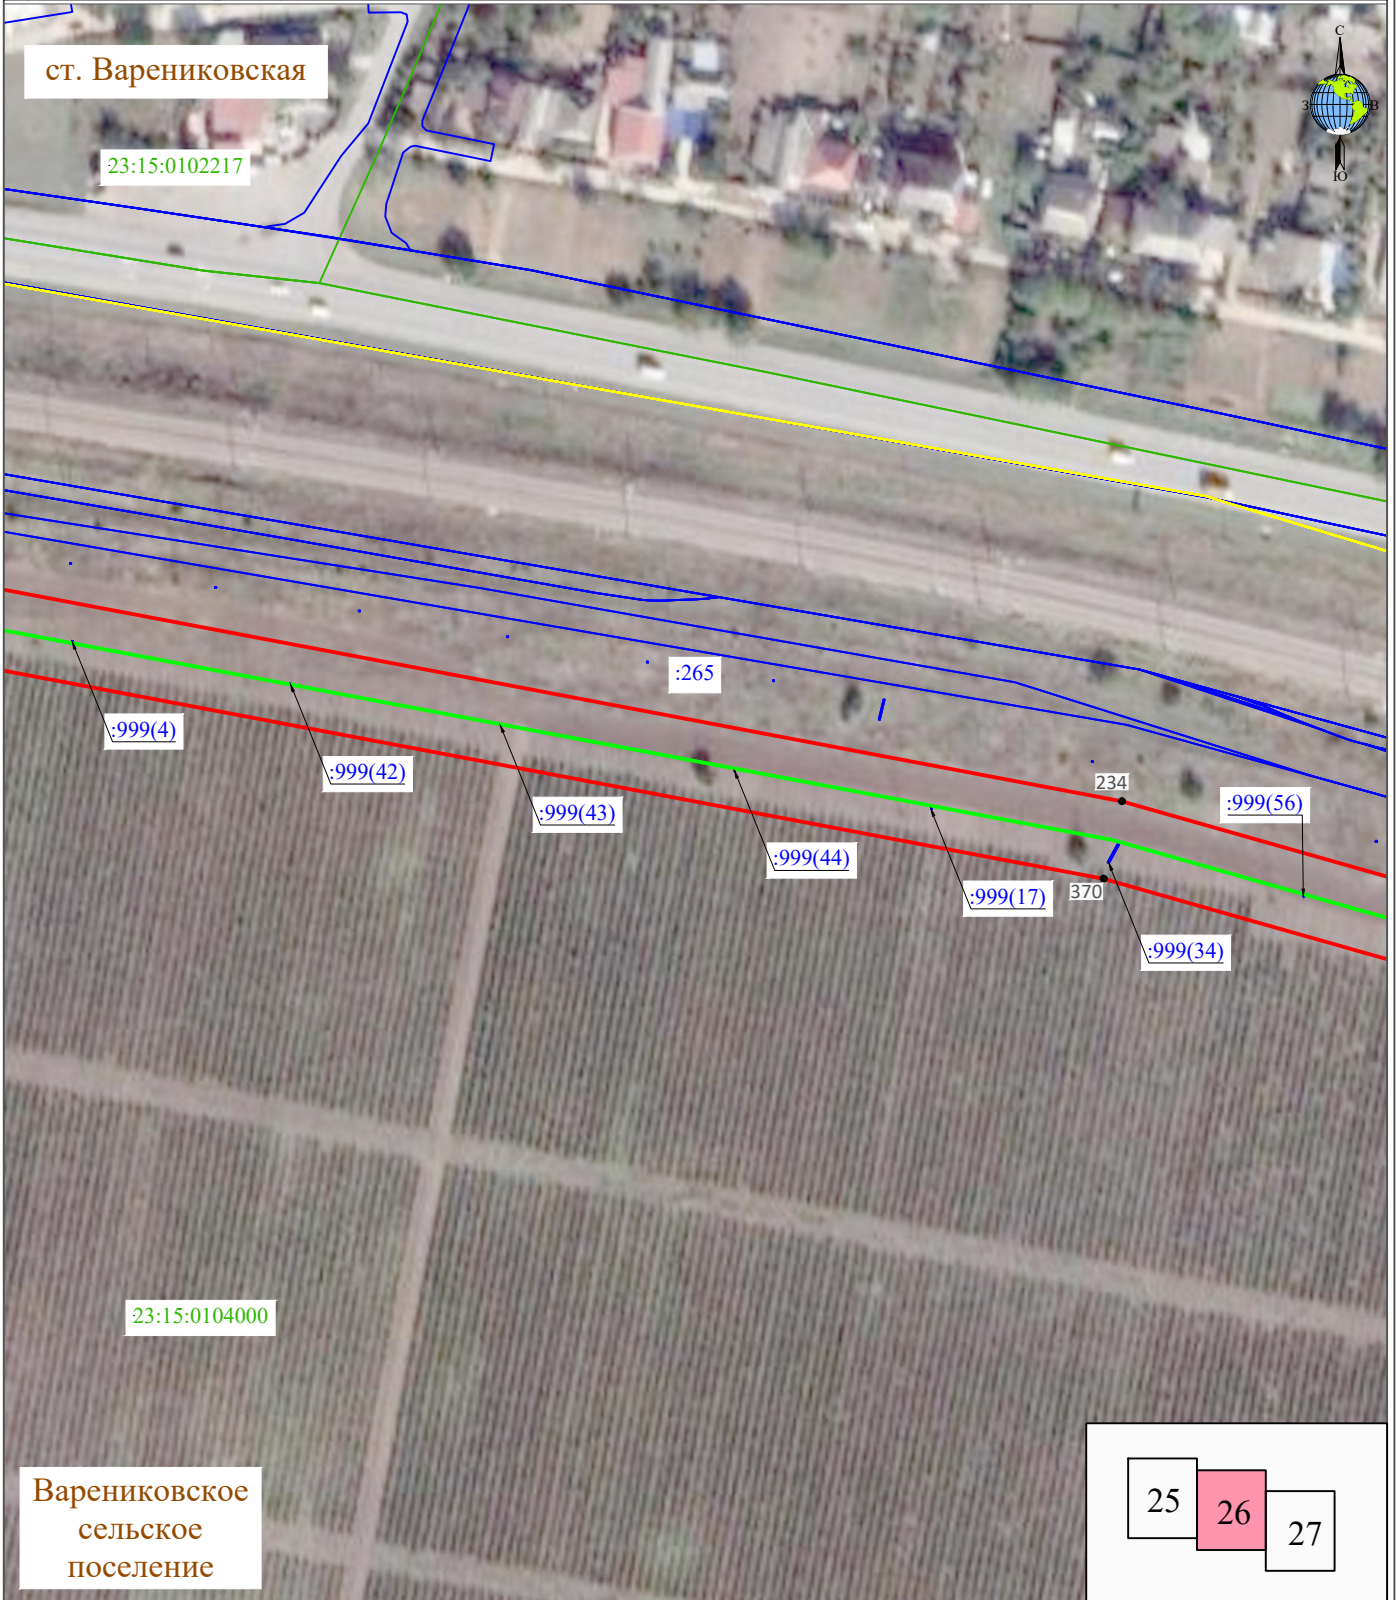 ст. Варениковская
С
З
В
Ю
23:15:0102217
:265
:999(4)
:999(42)
:999(43)
:999(44)
:999(17)
234
370
:999(56)
:999(34)
23:15:0104000
Варениковское
сельское
поселение
25
26
27